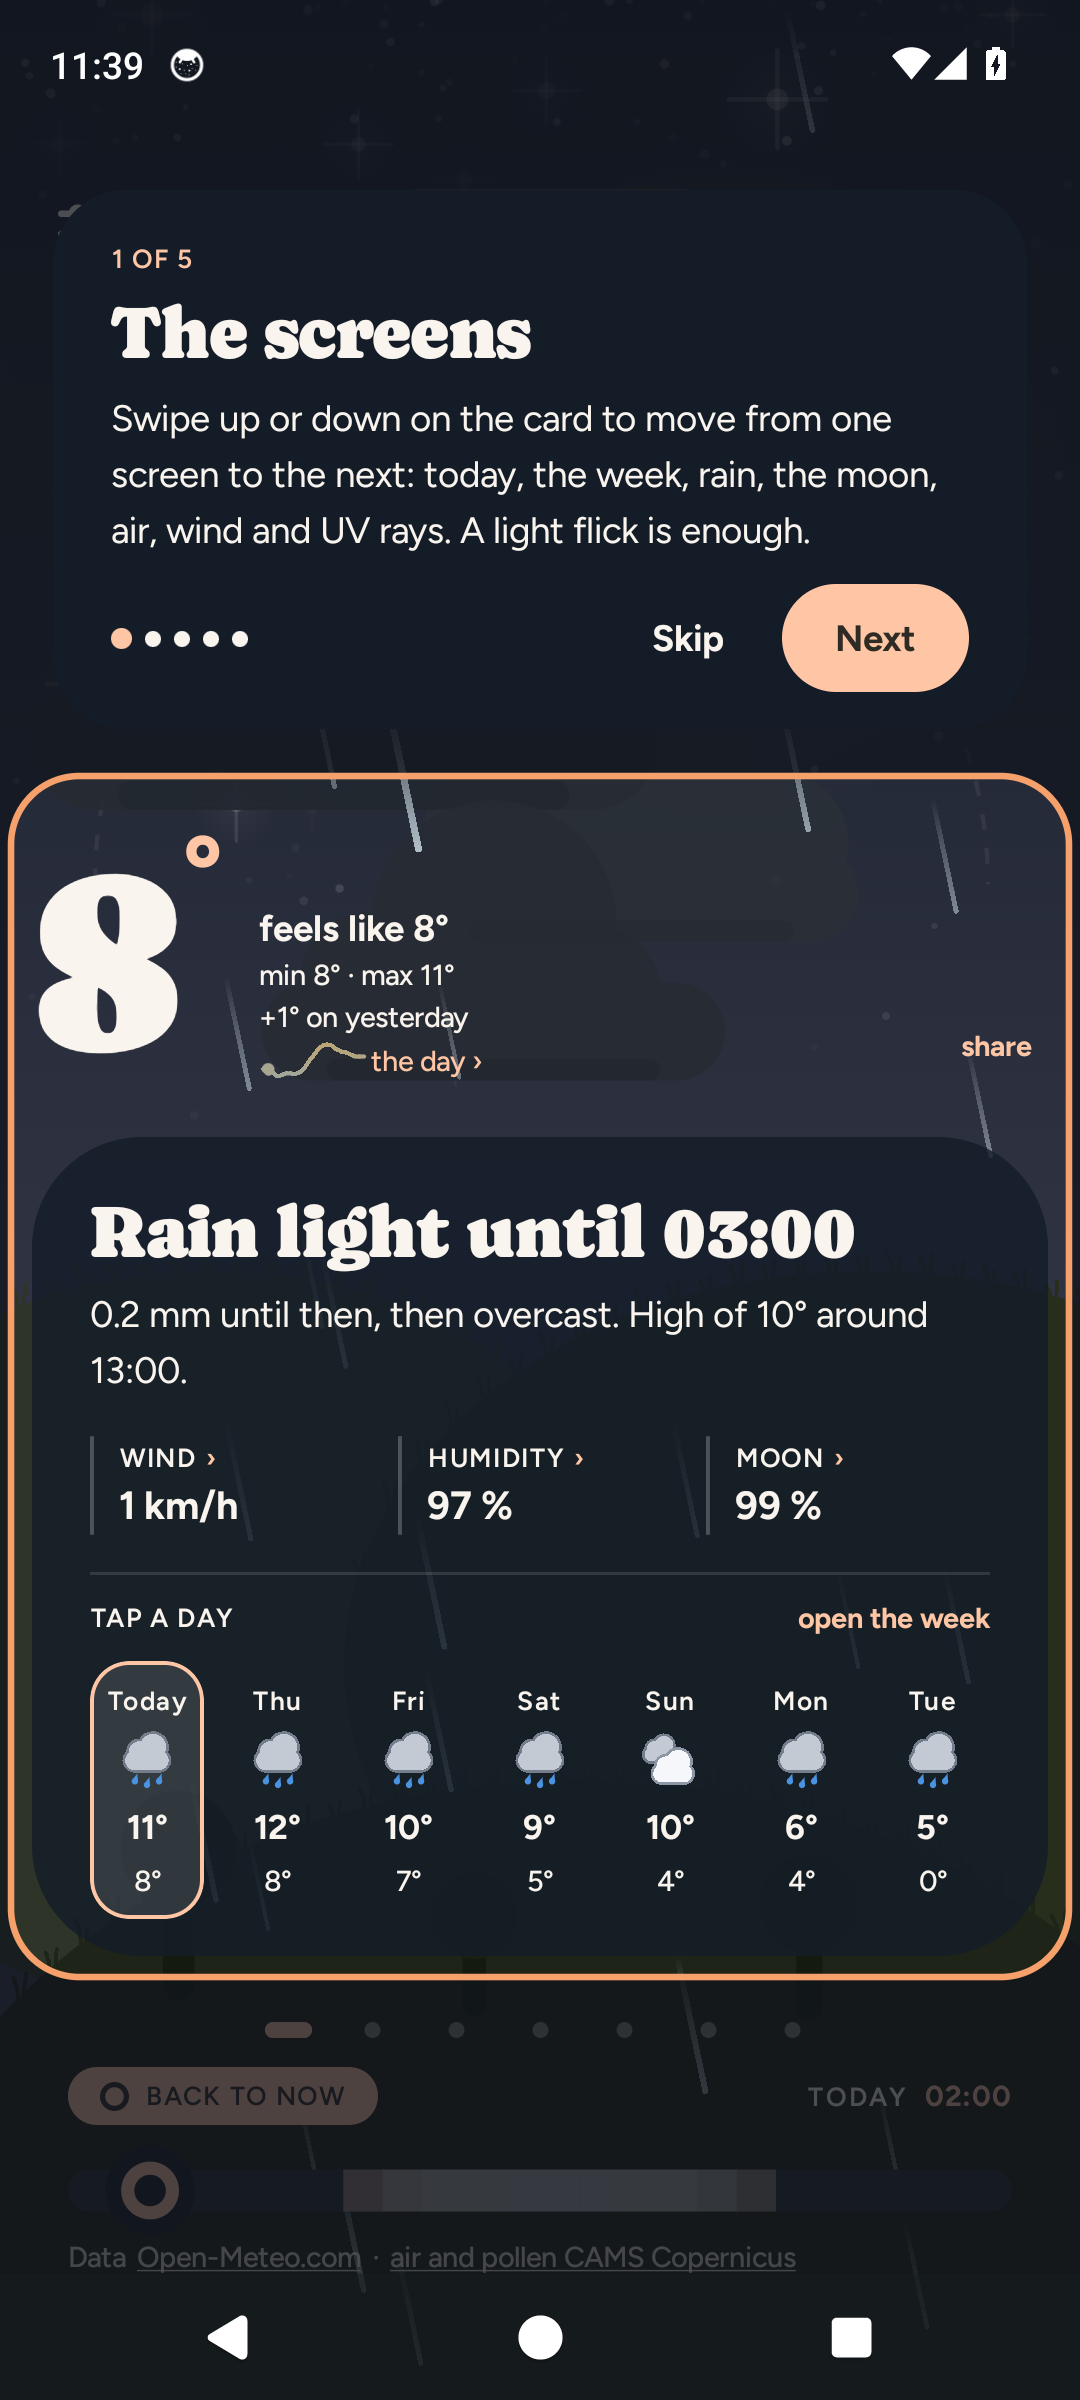 11:39
1 OF 5
The screens
Swipe up or down on the card to move from one
screen to the next: today, the week, rain, the moon,
air, wind and UV rays. A light flick is enough.
Skip
Next
8°
feels like 8°
min 8° · max 11°
+1° on yesterday
the day ›
share
Rain light until 03:00
0.2 mm until then, then overcast. High of 10° around
13:00.
WIND › HUMIDITY › MOON ›
1 km/h 97 % 99 %
TAP A DAY open the week
Today Thu Fri Sat Sun Mon Tue
11° 12° 10° 9° 10° 6° 5°
8° 8° 7° 5° 4° 4° 0°
BACK TO NOW TODAY 02:00
Data Open-Meteo.com · air and pollen CAMS Copernicus